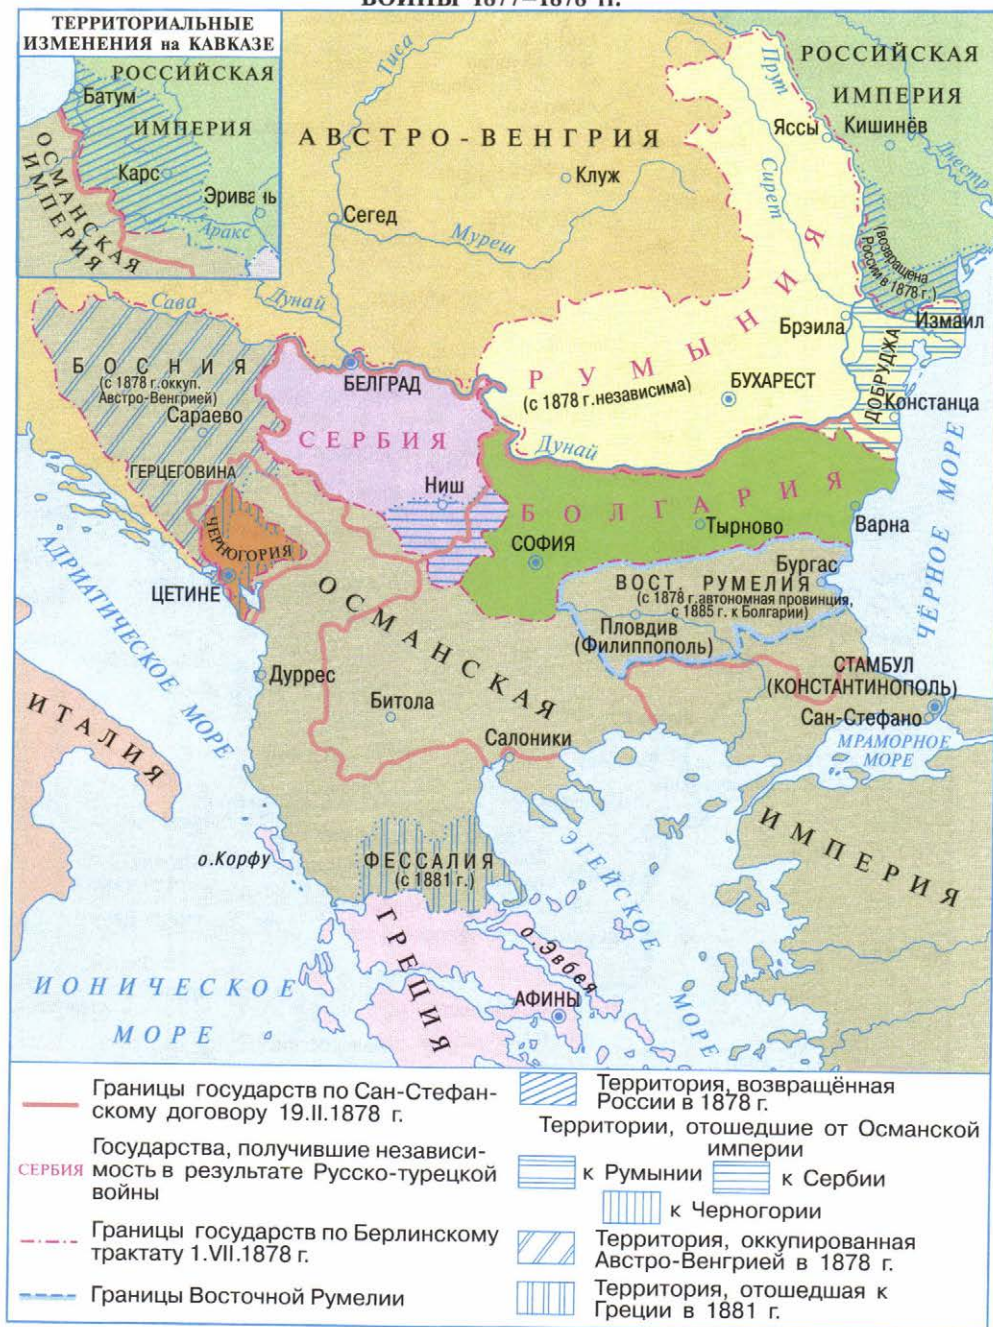 ВОЙНЫ 1877–1878 гг.
ТЕРРИТОРИАЛЬНЫЕ
ИЗМЕНЕНИЯ на КАВКАЗЕ
РОССИЙСКАЯ
ИМПЕРИЯ
Батум
Карс
Эривань
Аракс
ОСМАНСКАЯ
ИМПЕРИЯ
Тиса
Прут
РОССИЙСКАЯ
ИМПЕРИЯ
АВСТРО-ВЕНГРИЯ
Яссы
Кишинёв
Днестр
Клуж
Сирет
Сегед
Муреш
(возвращена
России в 1878 г.)
Сава
Дунай
Брэила
Измаил
БОСНИЯ
(с 1878 г. оккуп.
Австро-Венгрией)
Сараево
БЕЛГРАД
РУМЫНИЯ
(с 1878 г. независима)
БУХАРЕСТ
ДОБРУДЖА
Констанца
СЕРБИЯ
Дунай
ГЕРЦЕГОВИНА
Ниш
БОЛГАРИЯ
Тырново
Варна
ЧЁРНОЕ МОРЕ
ЧЕРНОГОРИЯ
СОФИЯ
ЦЕТИНЕ
Бургас
ВОСТ. РУМЕЛИЯ
(с 1878 г. автономная провинция,
с 1885 г. к Болгарии)
Пловдив
(Филиппополь)
АДРИАТИЧЕСКОЕ МОРЕ
ОСМАНСКАЯ
Дуррес
Битола
СТАМБУЛ
(КОНСТАНТИНОПОЛЬ)
Сан-Стефано
МРАМОРНОЕ
МОРЕ
ИТАЛИЯ
Салоники
ИМПЕРИЯ
о.Корфу
ФЕССАЛИЯ
(с 1881 г.)
ЭГЕЙСКОЕ
МОРЕ
ГРЕЦИЯ
о.Эвбея
АФИНЫ
ИОНИЧЕСКОЕ
МОРЕ
Границы государств по Сан-Стефан-
скому договору 19.II.1878 г.
СЕРБИЯ
Государства, получившие независи-
мость в результате Русско-турецкой
войны
Границы государств по Берлинскому
трактату 1.VII.1878 г.
Границы Восточной Румелии
Территория, возвращённая
России в 1878 г.
Территории, отошедшие от Османской
империи
к Румынии
к Сербии
к Черногории
Территория, оккупированная
Австро-Венгрией в 1878 г.
Территория, отошедшая к
Греции в 1881 г.